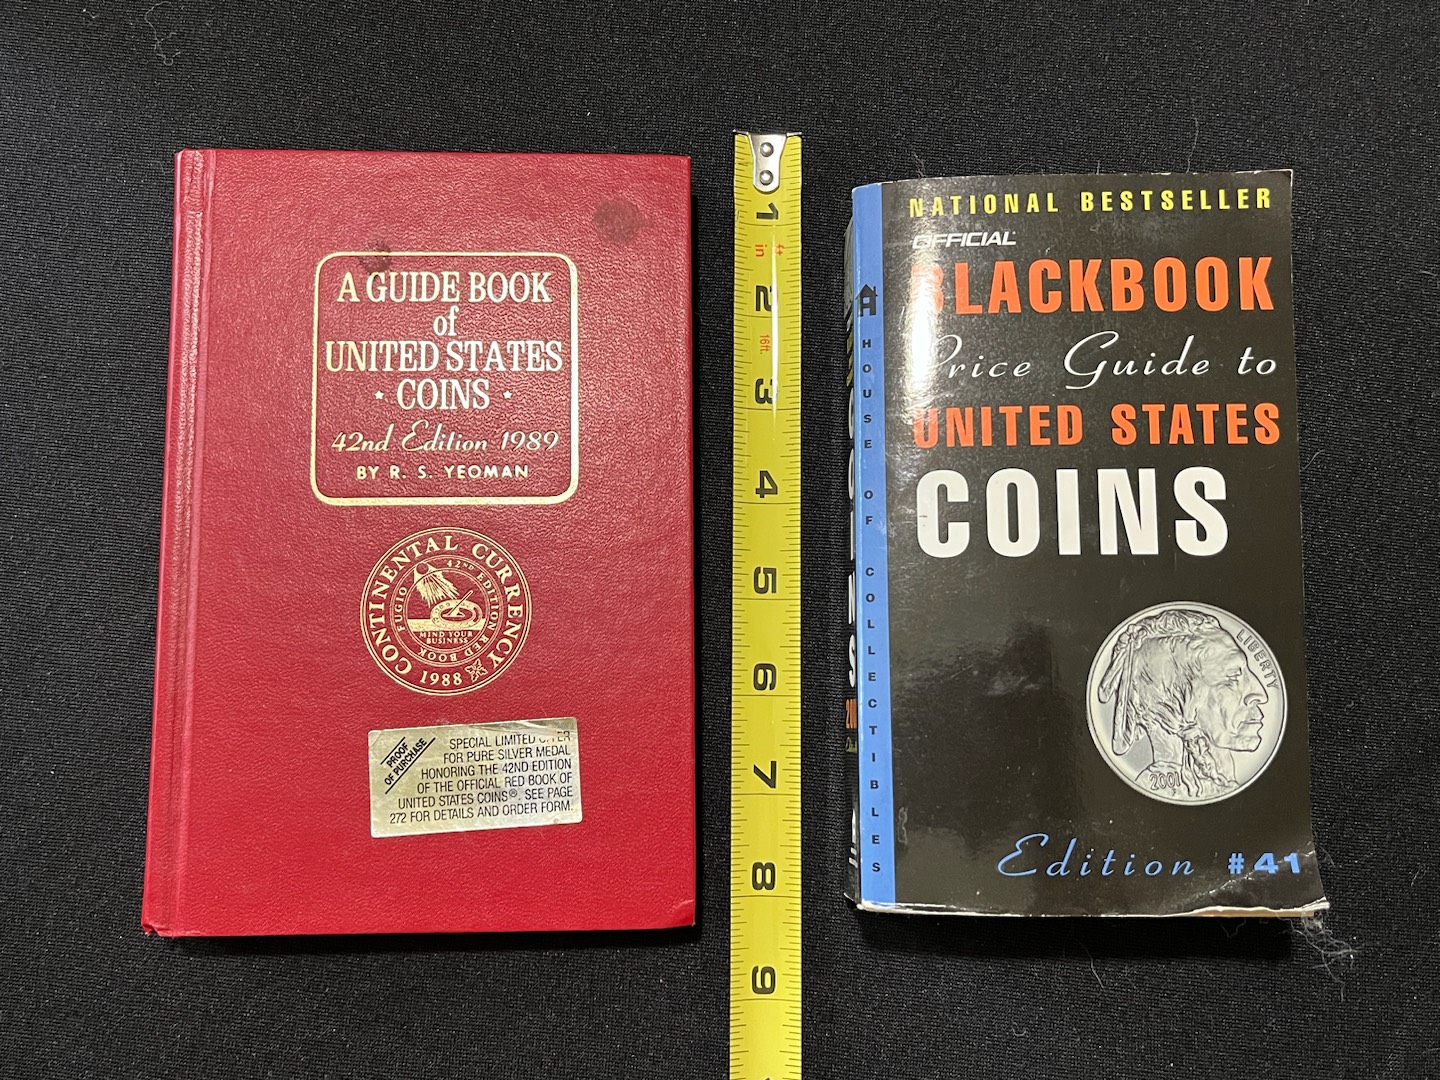 A GUIDE BOOK
of
UNITED STATES
· COINS ·
42nd Edition 1989
BY R. S. YEOMAN
CONTINENTAL CURRENCY
1988
FUGIO
42ND EDITION RED BOOK
MIND YOUR
BUSINESS
PROOF
OF PURCHASE
SPECIAL LIMITED OFFER
FOR PURE SILVER MEDAL
HONORING THE 42ND EDITION
OF THE OFFICIAL RED BOOK OF
UNITED STATES COINS®. SEE PAGE
272 FOR DETAILS AND ORDER FORM.
1
ft
in
2
16ft.
3
4
5
6
7
8
9
HOUSE OF COLLECTIBLES
NATIONAL BESTSELLER
OFFICIAL
BLACKBOOK
Price Guide to
UNITED STATES
COINS
LIBERTY
2001
Edition #41